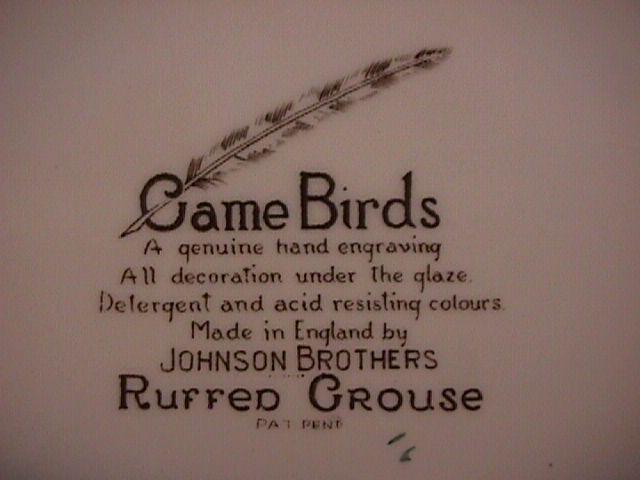 Game Birds
A genuine hand engraving
All decoration under the glaze.
Detergent and acid resisting colours.
Made in England by
JOHNSON BROTHERS
RUFFED GROUSE
PAT PEND